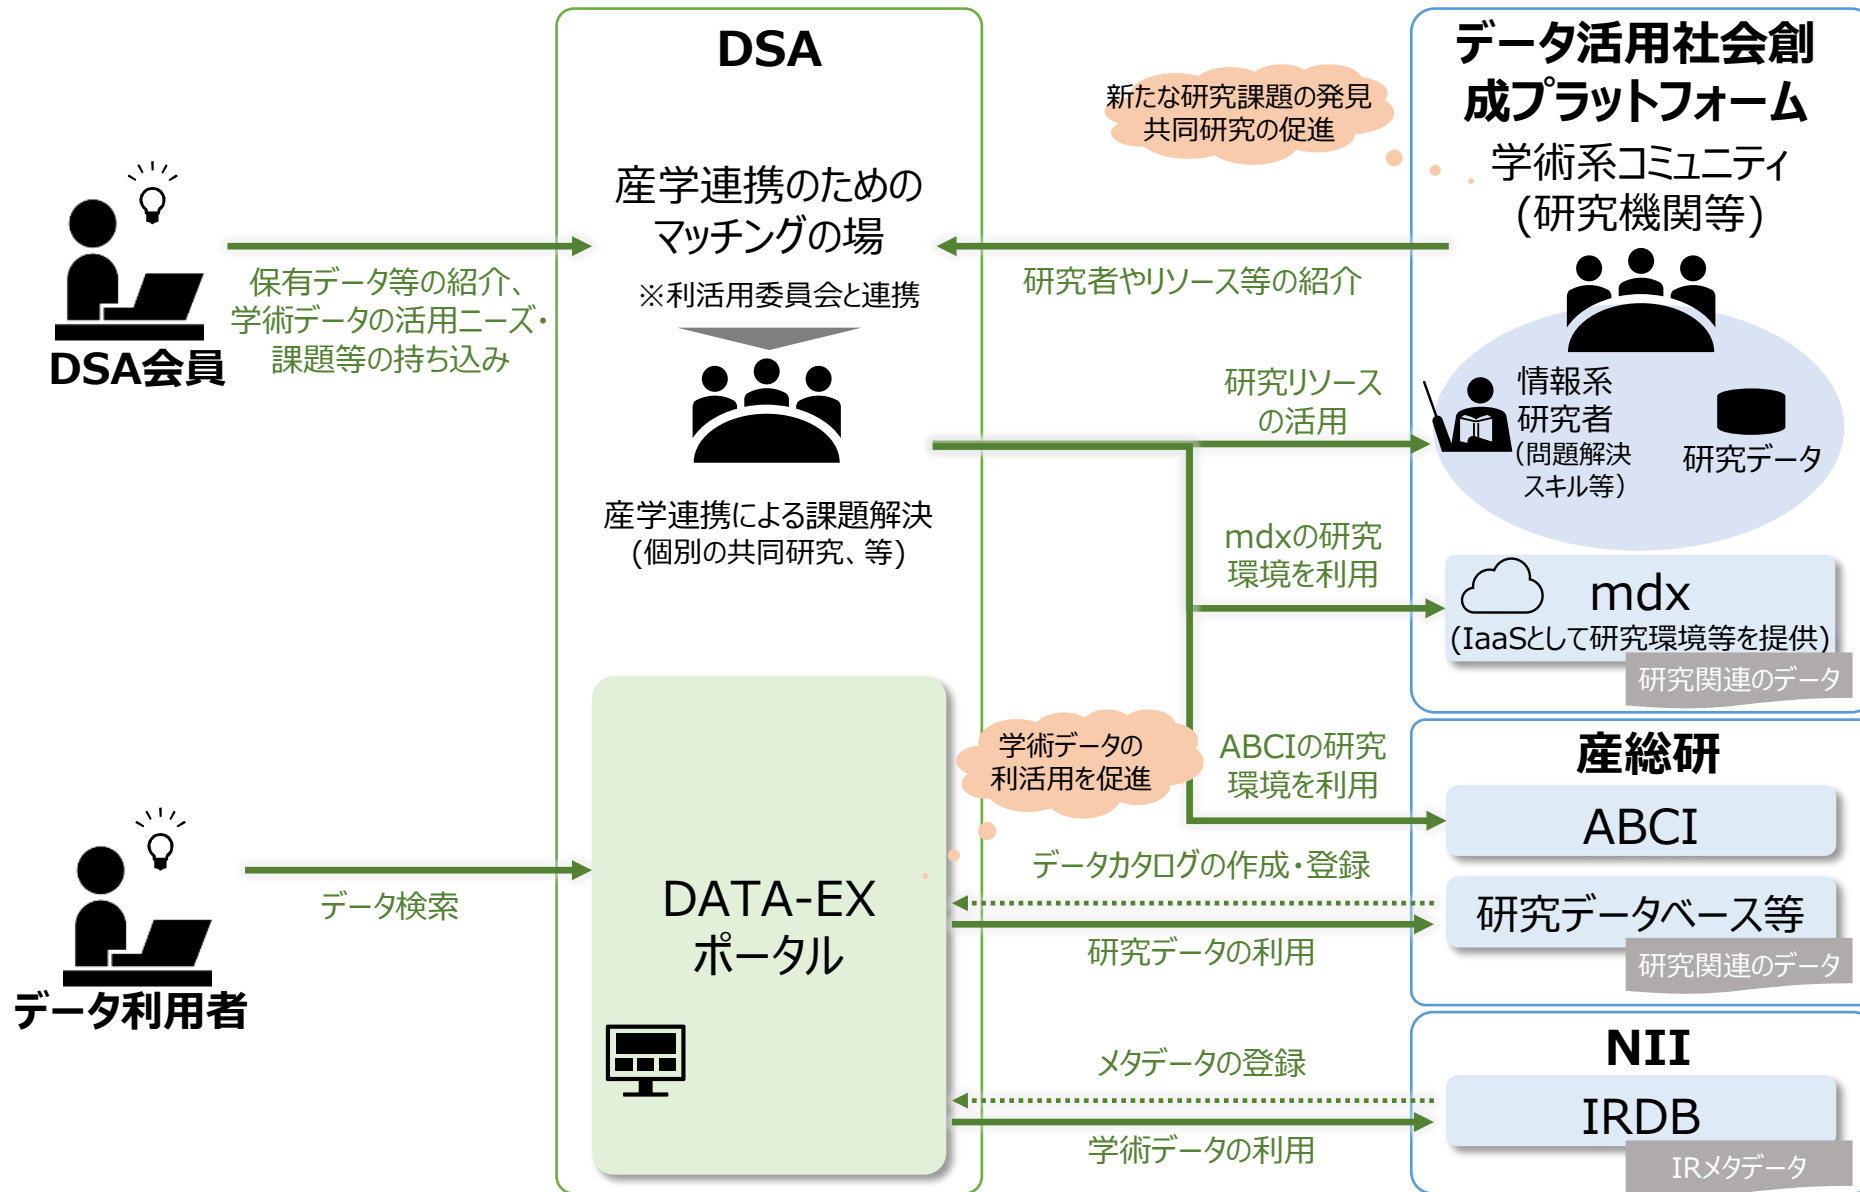 DSA
産学連携のための
マッチングの場
※利活用委員会と連携
産学連携による課題解決
(個別の共同研究、等)
DSA会員
保有データ等の紹介、
学術データの活用ニーズ・
課題等の持ち込み
新たな研究課題の発見
共同研究の促進
研究者やリソース等の紹介
データ活用社会創
成プラットフォーム
学術系コミュニティ
(研究機関等)
情報系
研究者
(問題解決
スキル等)
研究データ
研究リソース
の活用
mdxの研究
環境を利用
mdx
(IaaSとして研究環境等を提供)
研究関連のデータ
学術データの
利活用を促進
ABCIの研究
環境を利用
産総研
ABCI
データカタログの作成・登録
研究データの利用
研究データベース等
研究関連のデータ
データ利用者
データ検索
DATA-EX
ポータル
メタデータの登録
学術データの利用
NII
IRDB
IRメタデータ